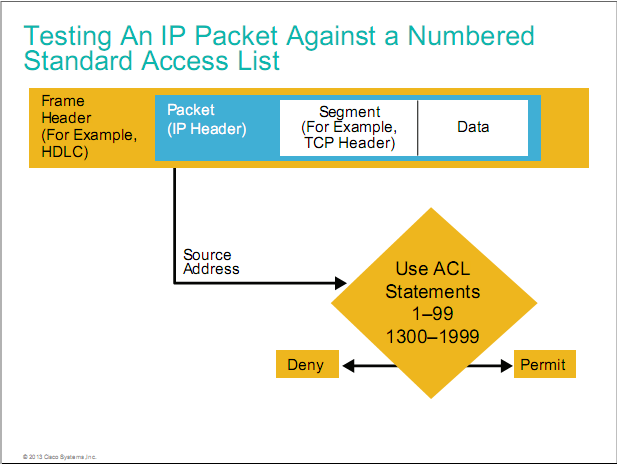 Testing An IP Packet Against a Numbered
Standard Access List
Frame
Header
(For Example,
HDLC)
Packet
(IP Header)
Segment
(For Example,
TCP Header)
Data
Source
Address
Use ACL
Statements
1–99
1300–1999
Deny
Permit
© 2013 Cisco Systems, Inc.